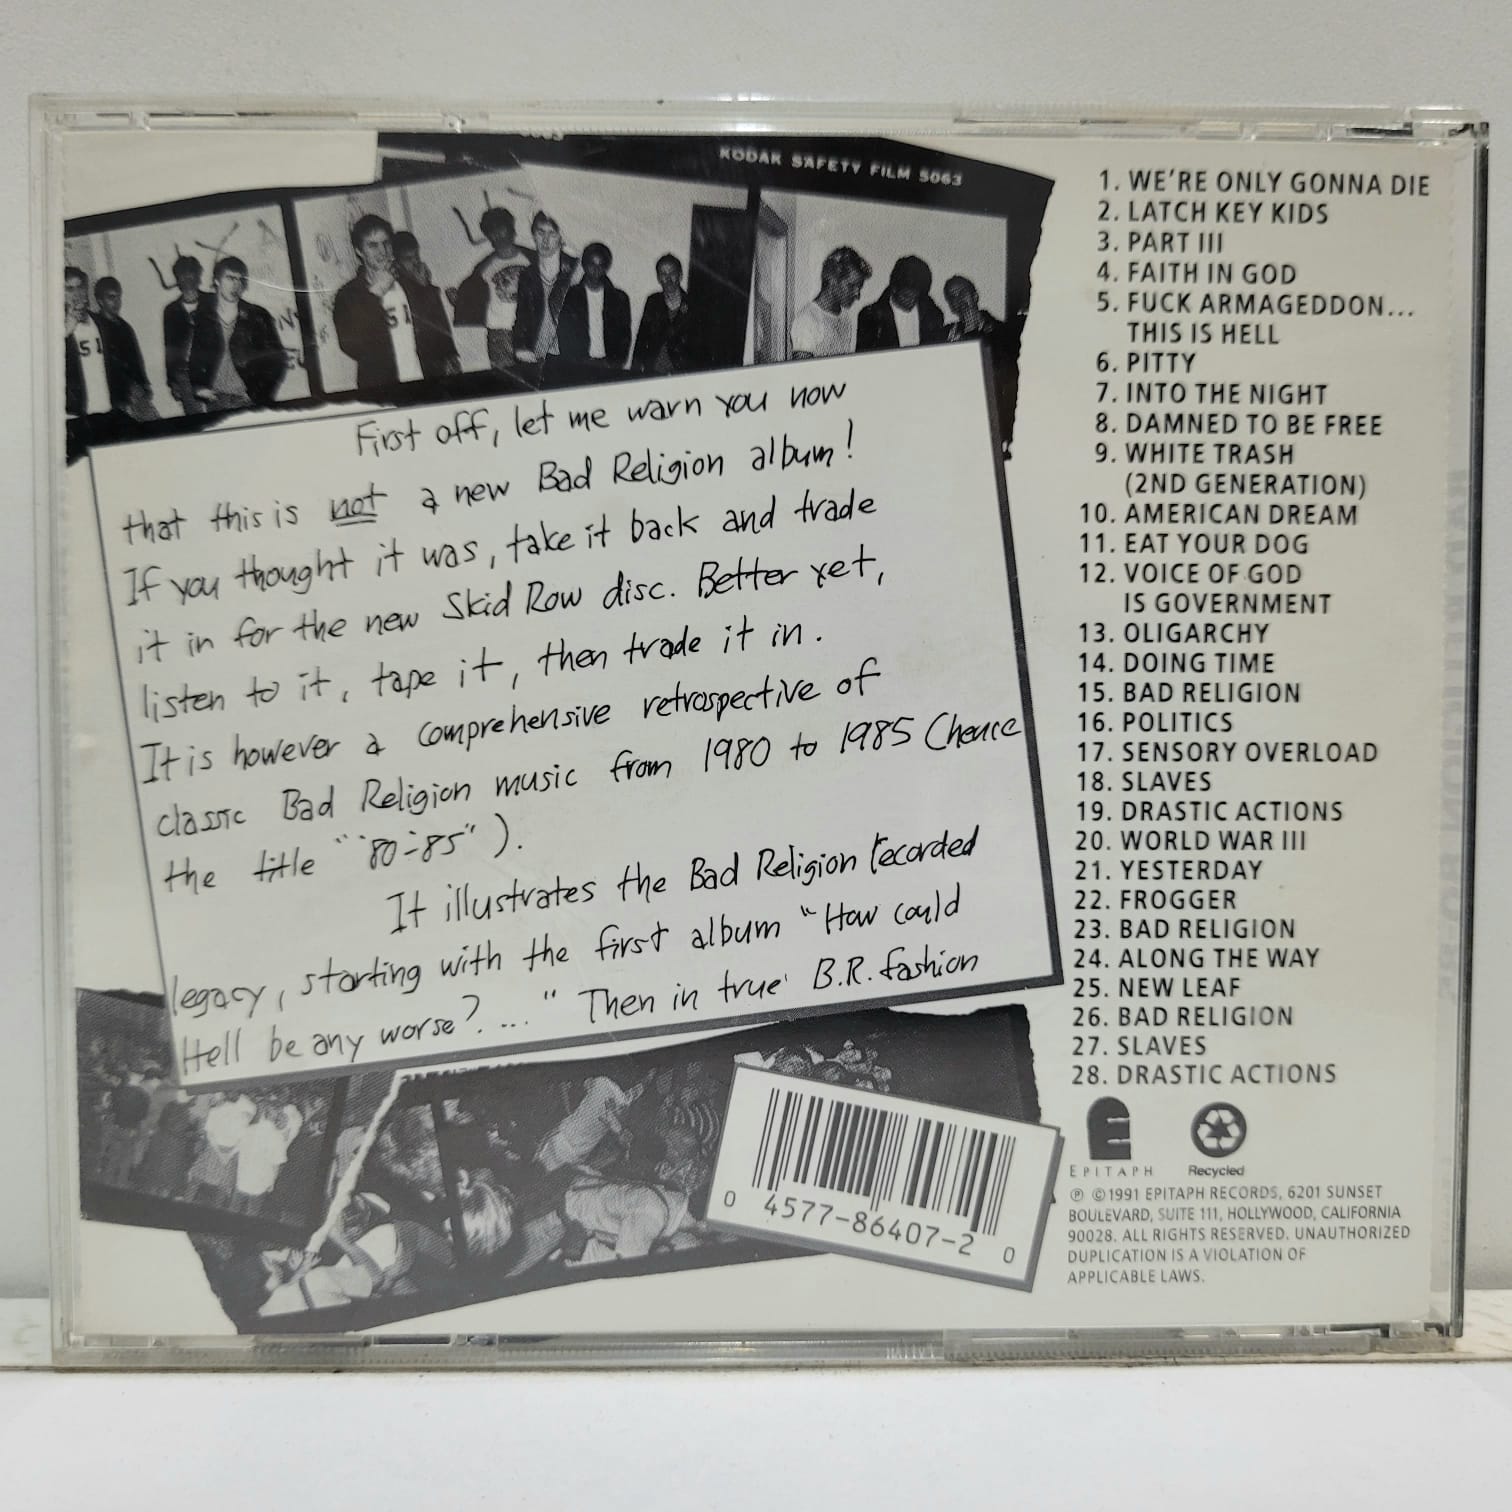 KODAK SAFETY FILM 5063
First off, let me warn you now
that this is not a new Bad Religion album!
If you thought it was, take it back and trade
it in for the new Skid Row disc. Better yet,
listen to it, tape it, then trade it in.
It is however a comprehensive retrospective of
classic Bad Religion music from 1980 to 1985 (hence
the title "'80-'85").
It illustrates the Bad Religion recorded
legacy, starting with the first album "How could
Hell be any worse?...." Then in true B.R. fashion
1. WE'RE ONLY GONNA DIE
2. LATCH KEY KIDS
3. PART III
4. FAITH IN GOD
5. FUCK ARMAGEDDON...
THIS IS HELL
6. PITTY
7. INTO THE NIGHT
8. DAMNED TO BE FREE
9. WHITE TRASH
(2ND GENERATION)
10. AMERICAN DREAM
11. EAT YOUR DOG
12. VOICE OF GOD
IS GOVERNMENT
13. OLIGARCHY
14. DOING TIME
15. BAD RELIGION
16. POLITICS
17. SENSORY OVERLOAD
18. SLAVES
19. DRASTIC ACTIONS
20. WORLD WAR III
21. YESTERDAY
22. FROGGER
23. BAD RELIGION
24. ALONG THE WAY
25. NEW LEAF
26. BAD RELIGION
27. SLAVES
28. DRASTIC ACTIONS
EPITAPH
Recycled
℗ ©1991 EPITAPH RECORDS, 6201 SUNSET
BOULEVARD, SUITE 111, HOLLYWOOD, CALIFORNIA
90028. ALL RIGHTS RESERVED. UNAUTHORIZED
DUPLICATION IS A VIOLATION OF
APPLICABLE LAWS.
0 4577-86407-2 0